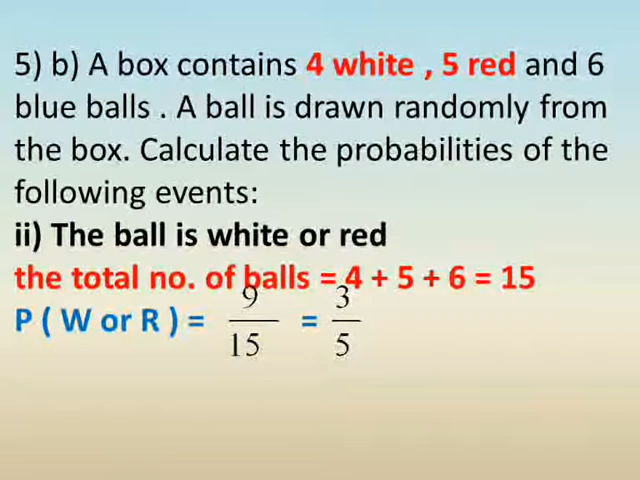 5) b) A box contains 4 white , 5 red and 6
blue balls . A ball is drawn randomly from
the box. Calculate the probabilities of the
following events:
ii) The ball is white or red
the total no. of balls = 4 + 5 + 6 = 15
P ( W or R ) = 9/15 = 3/5